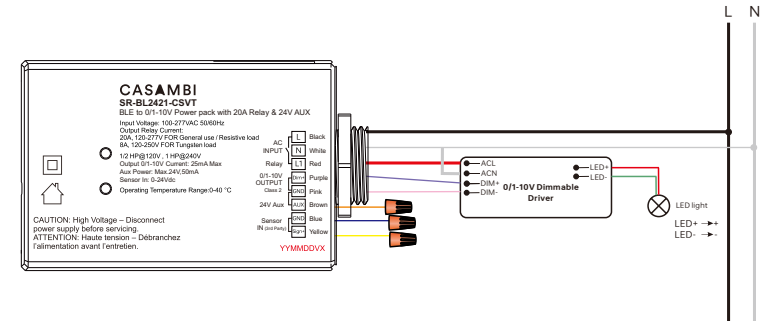 L N
CASAMBI
SR-BL2421-CSVT
BLE to 0/1-10V Power pack with 20A Relay & 24V AUX
Input Voltage: 100-277VAC 50/60Hz
Output Relay Current:
20A, 120-277V FOR General use / Resistive load
8A, 120-250V FOR Tungsten load
1/2 HP@120V , 1 HP@240V
Output 0/1-10V Current: 25mA Max
Aux Power: Max.24V,50mA
Sensor In: 0-24Vdc
Operating Temperature Range:0-40 °C
CAUTION: High Voltage – Disconnect
power supply before servicing.
ATTENTION: Haute tension – Débranchez
l'alimentation avant l'entretien.
AC
INPUT
Relay
0/1-10V
OUTPUT
Class 2
24V Aux
Sensor
IN (3rd Party)
L Black
N White
L1 Red
Dim+ Purple
GND Pink
AUX Brown
GND Blue
Sgn+ Yellow
YYMMDDVX
ACL
ACN
DIM+
DIM-
0/1-10V Dimmable
Driver
LED+
LED-
LED light
LED+ +
LED- -